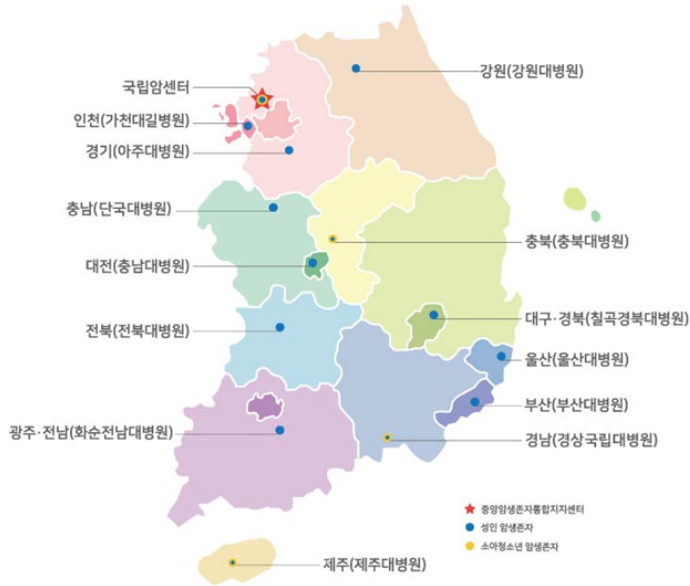 강원(강원대병원)
국립암센터
인천(가천대길병원)
경기(아주대병원)
충남(단국대병원)
충북(충북대병원)
대전(충남대병원)
대구·경북(칠곡경북대병원)
전북(전북대병원)
울산(울산대병원)
부산(부산대병원)
광주·전남(화순전남대병원)
경남(경상국립대병원)
중앙암생존자통합지지센터
성인 암생존자
소아청소년 암생존자
제주(제주대병원)